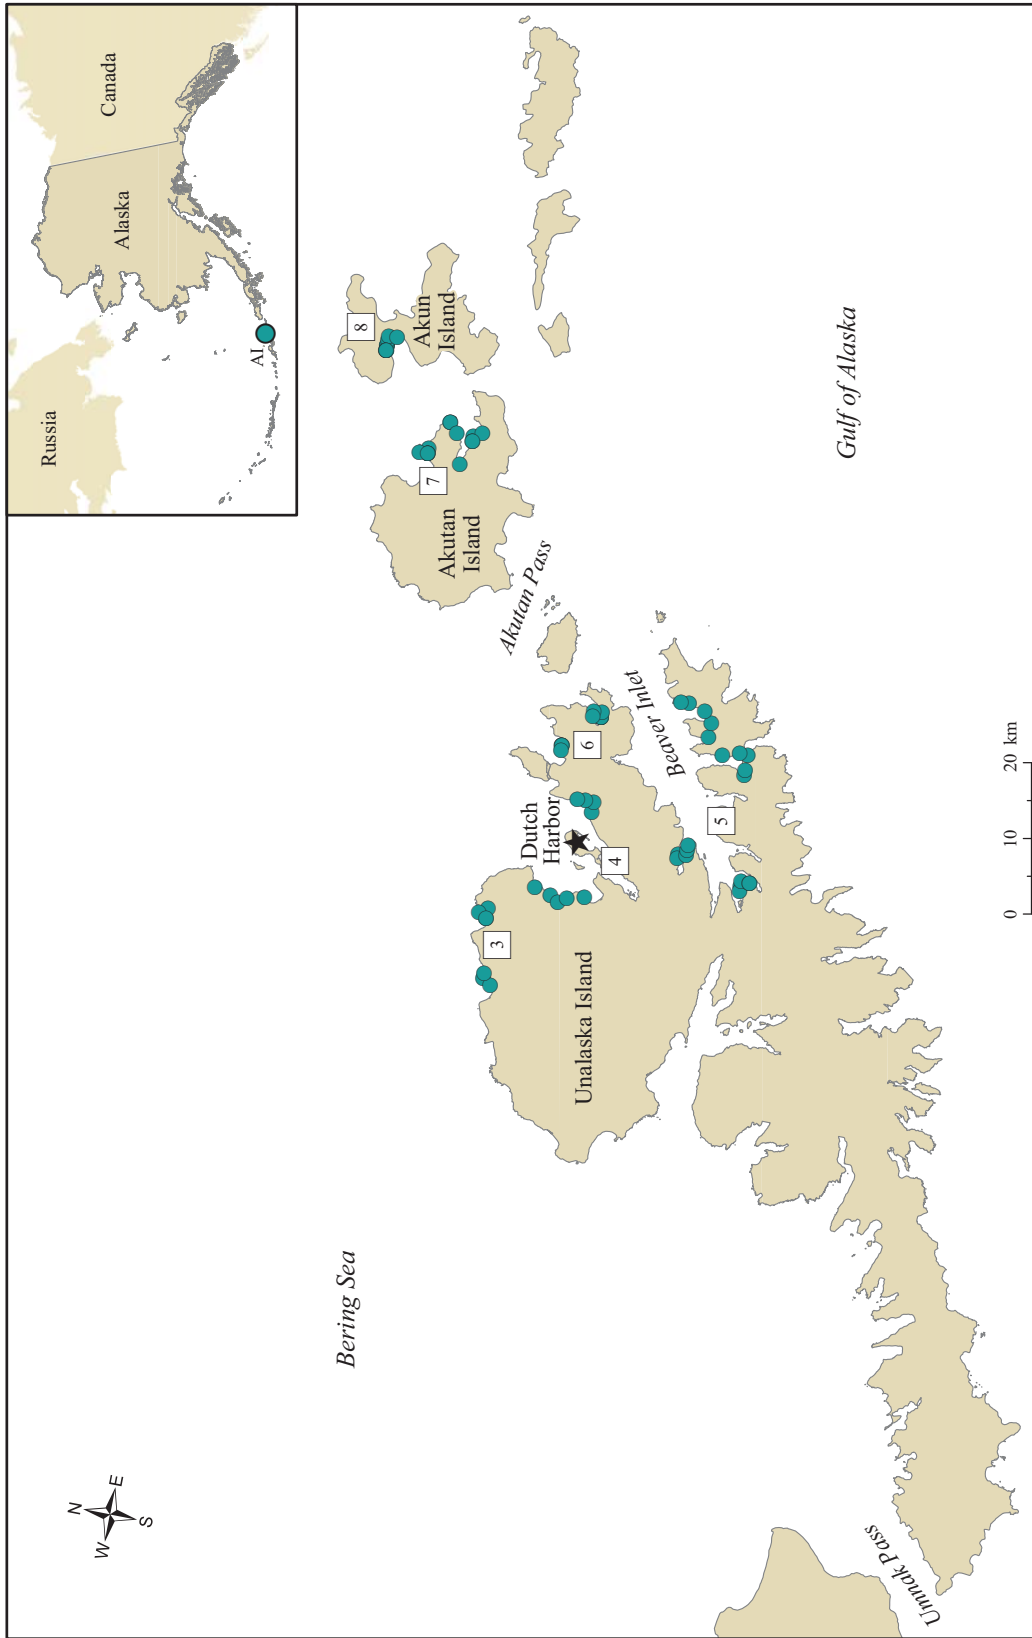 Russia
Alaska
Canada
AI
N
W
E
S
Bering Sea
8
Akun
Island
7
Akutan
Island
Akutan Pass
Gulf of Alaska
Dutch
Harbor
6
Beaver Inlet
3
4
5
Unalaska Island
Umnak Pass
0 10 20 km